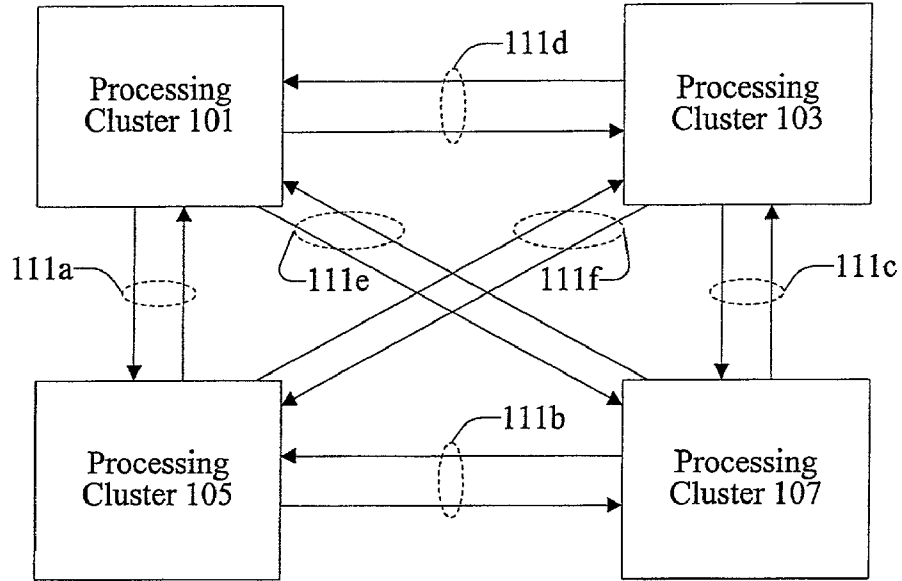 111d
Processing
Cluster 101
Processing
Cluster 103
111a
111e
111f
111c
111b
Processing
Cluster 105
Processing
Cluster 107